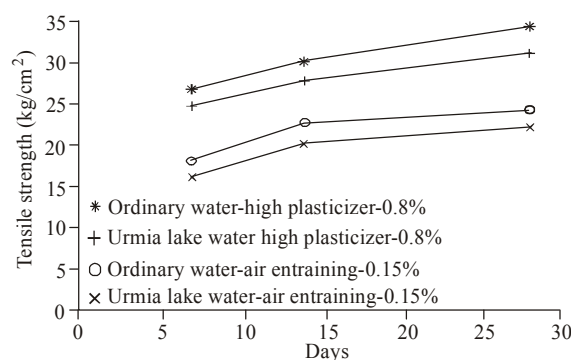 35
30
25
20
15
10
5
0
Tensile strength (kg/cm²)
Ordinary water-high plasticizer-0.8%
Urmia lake water high plasticizer-0.8%
Ordinary water-air entraining-0.15%
Urmia lake water-air entraining-0.15%
0 5 10 15 20 25 30
Days